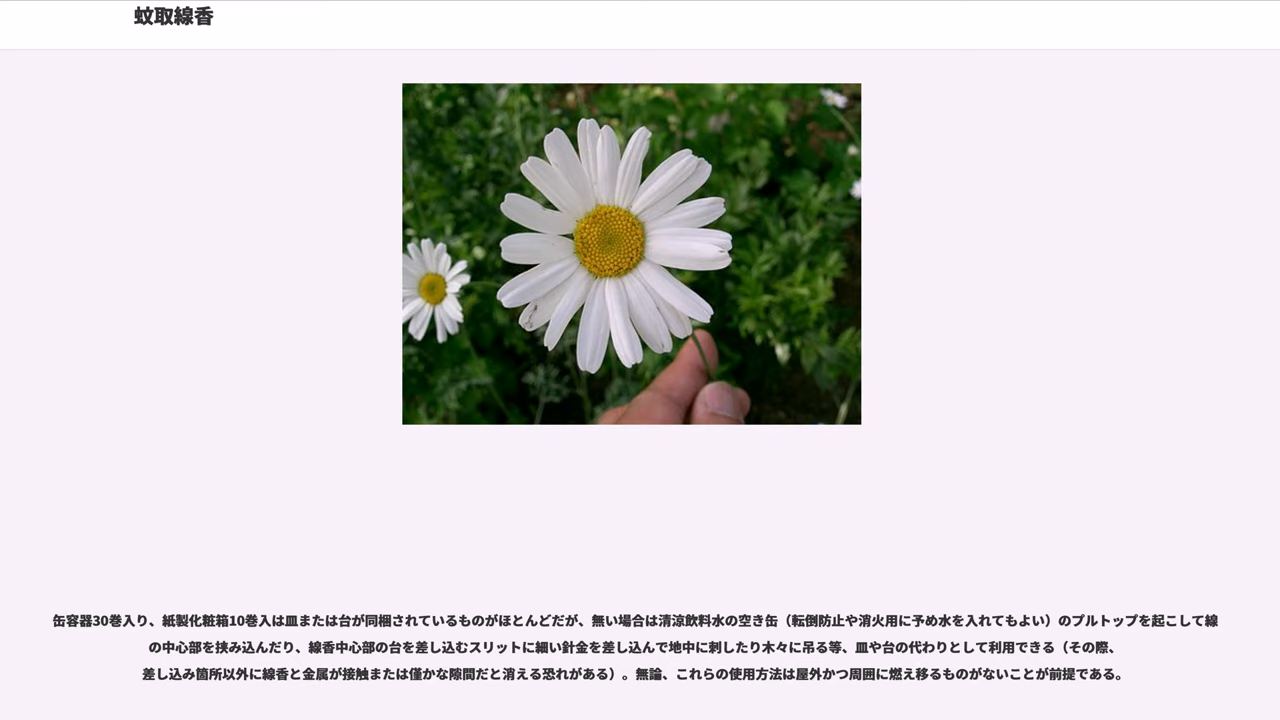 蚊取線香
缶容器30巻入り、紙製化粧箱10巻入は皿または台が同梱されているものがほとんどだが、無い場合は清涼飲料水の空き缶（転倒防止や消火用に予め水を入れてもよい）のプルトップを起こして線
の中心部を挟み込んだり、線香中心部の台を差し込むスリットに細い針金を差し込んで地中に刺したり木々に吊る等、皿や台の代わりとして利用できる（その際、
差し込み箇所以外に線香と金属が接触または僅かな隙間だと消える恐れがある）。無論、これらの使用方法は屋外かつ周囲に燃え移るものがないことが前提である。